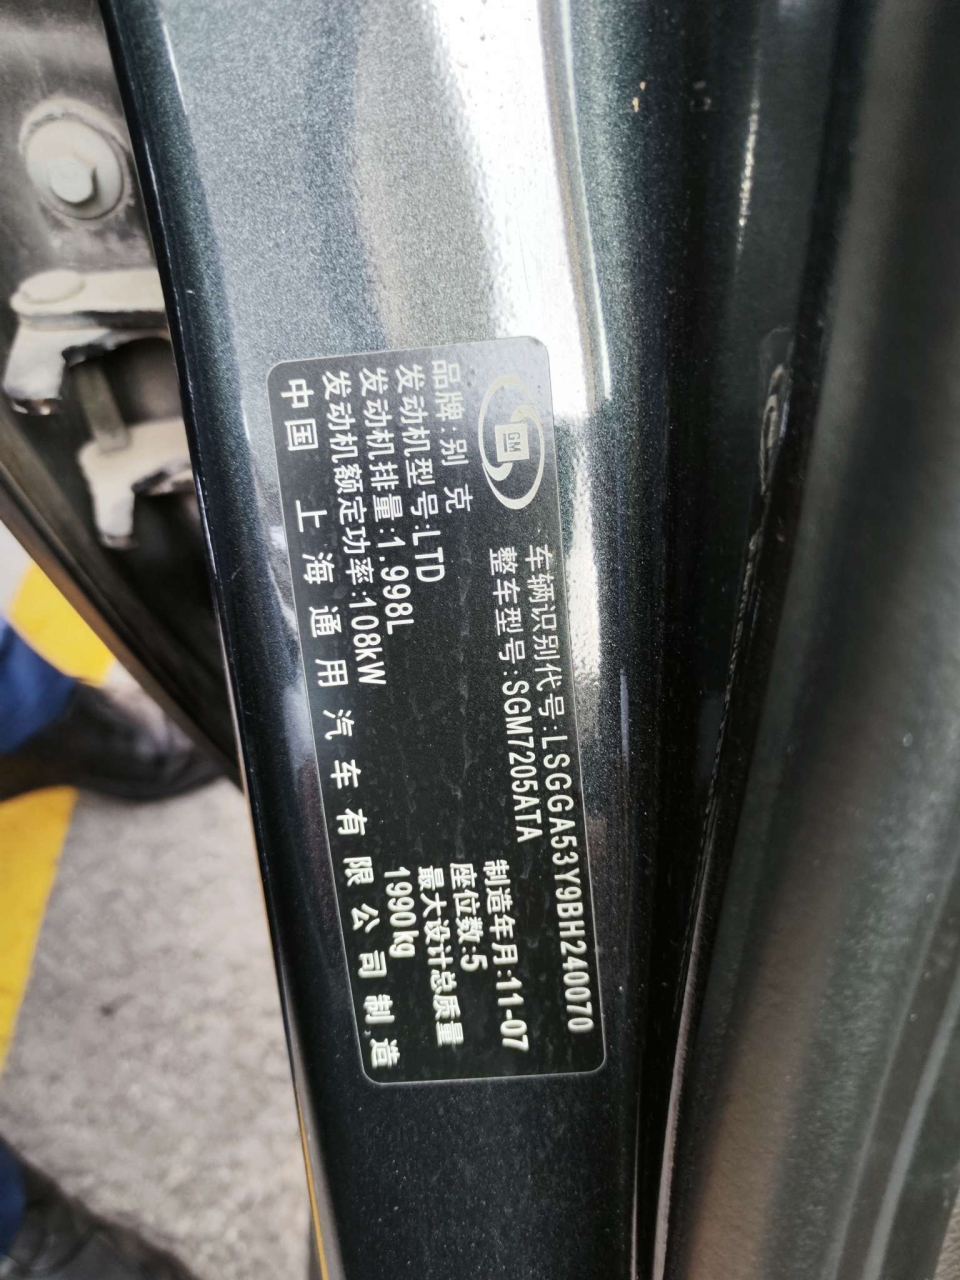 GM
车辆识别代号:LSGGA53Y9BH240070
整车型号:SGM7205ATA
品牌:别克
制造年月:11-07
发动机型号:LTD
座位数:5
发动机排量:1.998L
最大设计总质量
发动机额定功率:108kW
1990kg
中国 上海通用汽车有限公司 制造